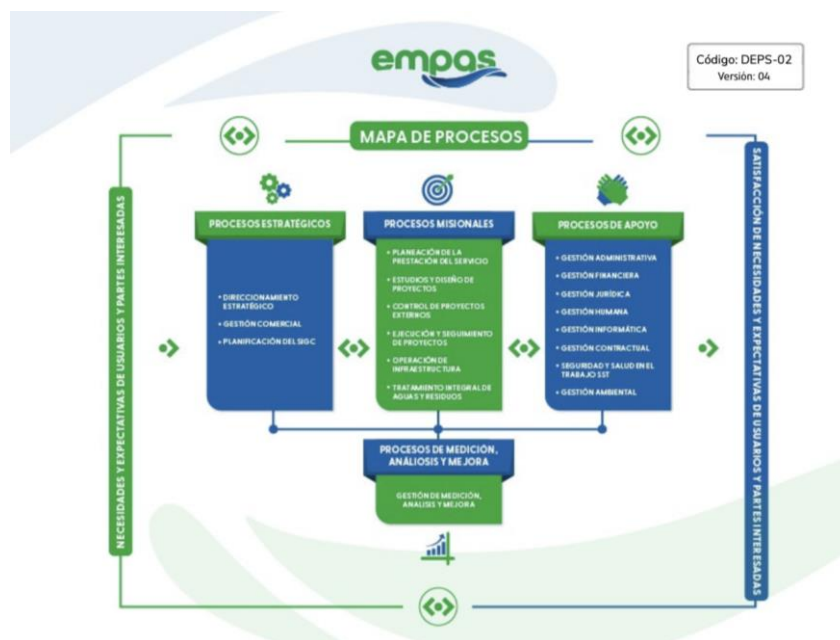 empas
Código: DEPS-02
Versión: 04
MAPA DE PROCESOS
NECESIDADES Y EXPECTATIVAS DE USUARIOS Y PARTES INTERESADAS
PROCESOS ESTRATÉGICOS
• DIRECCIONAMIENTO
ESTRATÉGICO
• GESTIÓN COMERCIAL
• PLANIFICACIÓN DEL SIGC
PROCESOS MISIONALES
• PLANEACIÓN DE LA
PRESTACIÓN DEL SERVICIO
• ESTUDIOS Y DISEÑO DE
PROYECTOS
• CONTROL DE PROYECTOS
EXTERNOS
• EJECUCIÓN Y SEGUIMIENTO
DE PROYECTOS
• OPERACIÓN DE
INFRAESTRUCTURA
• TRATAMIENTO INTEGRAL DE
AGUAS Y RESIDUOS
PROCESOS DE APOYO
• GESTIÓN ADMINISTRATIVA
• GESTIÓN FINANCIERA
• GESTIÓN JURÍDICA
• GESTIÓN HUMANA
• GESTIÓN INFORMÁTICA
• GESTIÓN CONTRACTUAL
• SEGURIDAD Y SALUD EN EL
TRABAJO SST
• GESTIÓN AMBIENTAL
PROCESOS DE MEDICIÓN,
ANÁLIOSIS Y MEJORA
GESTIÓN DE MEDICIÓN,
ANALISIS Y MEJORA
SATISFACCIÓN DE NECESIDADES Y EXPECTATIVAS DE USUARIOS Y PARTES INTERESADAS